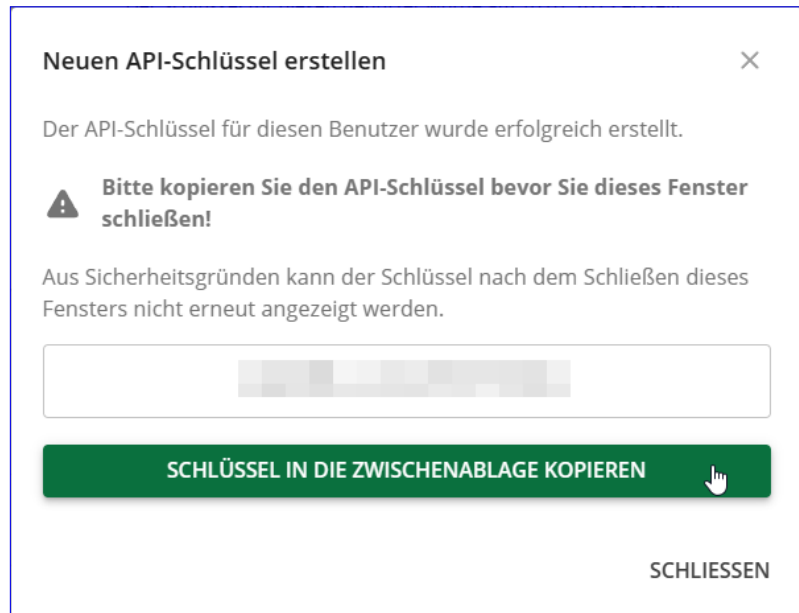 Neuen API-Schlüssel erstellen
Der API-Schlüssel für diesen Benutzer wurde erfolgreich erstellt.
Bitte kopieren Sie den API-Schlüssel bevor Sie dieses Fenster
schließen!
Aus Sicherheitsgründen kann der Schlüssel nach dem Schließen dieses
Fensters nicht erneut angezeigt werden.
SCHLÜSSEL IN DIE ZWISCHENABLAGE KOPIEREN
SCHLIESSEN